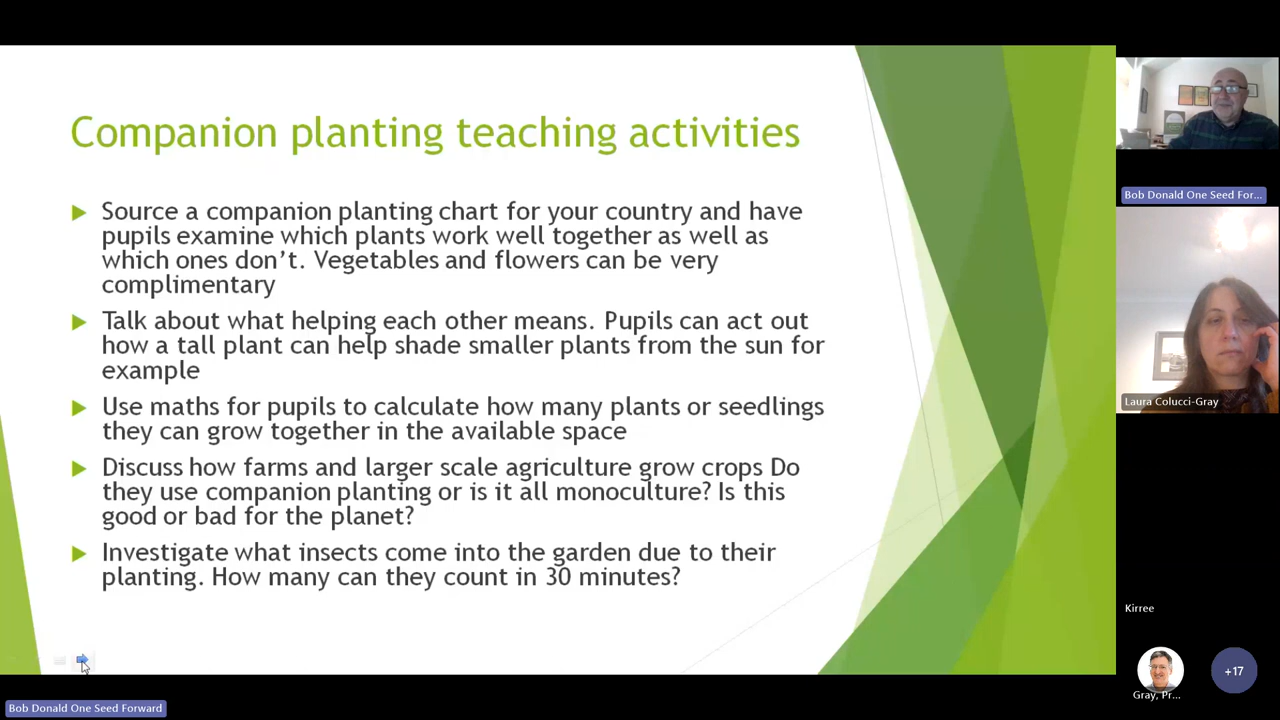 Companion planting teaching activities
Source a companion planting chart for your country and have
pupils examine which plants work well together as well as
which ones don't. Vegetables and flowers can be very
complimentary
Talk about what helping each other means. Pupils can act out
how a tall plant can help shade smaller plants from the sun for
example
Use maths for pupils to calculate how many plants or seedlings
they can grow together in the available space
Discuss how farms and larger scale agriculture grow crops Do
they use companion planting or is it all monoculture? Is this
good or bad for the planet?
Investigate what insects come into the garden due to their
planting. How many can they count in 30 minutes?
Bob Donald One Seed For...
Laura Colucci-Gray
Kirree
Gray, Pr...
+17
Bob Donald One Seed Forward